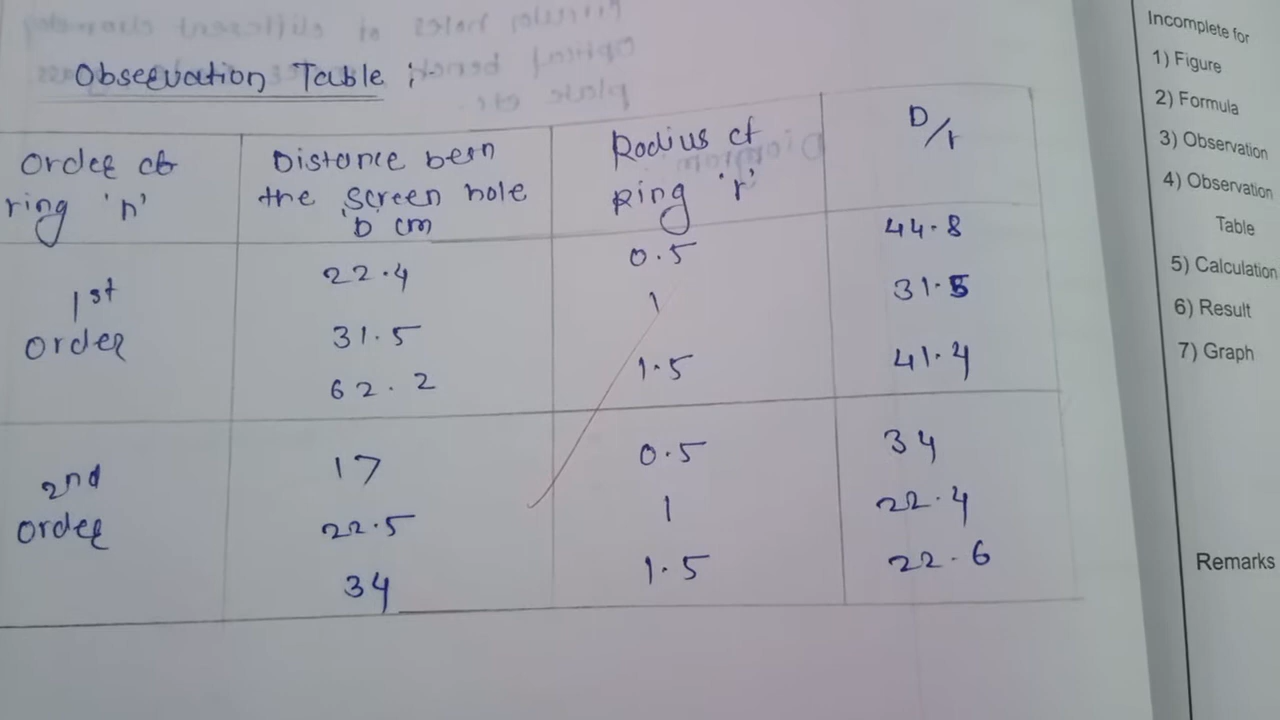 Observation Table :-
Order of ring 'n' | Distance betn the screen hole 'D' cm | Radius of ring 'r' | D/r
1st order | 22.4 | 0.5 | 44.8
31.5 | 1 | 31.5
62.2 | 1.5 | 41.4
2nd order | 17 | 0.5 | 34
22.5 | 1 | 22.4
34 | 1.5 | 22.6
Incomplete for
1) Figure
2) Formula
3) Observation
4) Observation
Table
5) Calculation
6) Result
7) Graph
Remarks